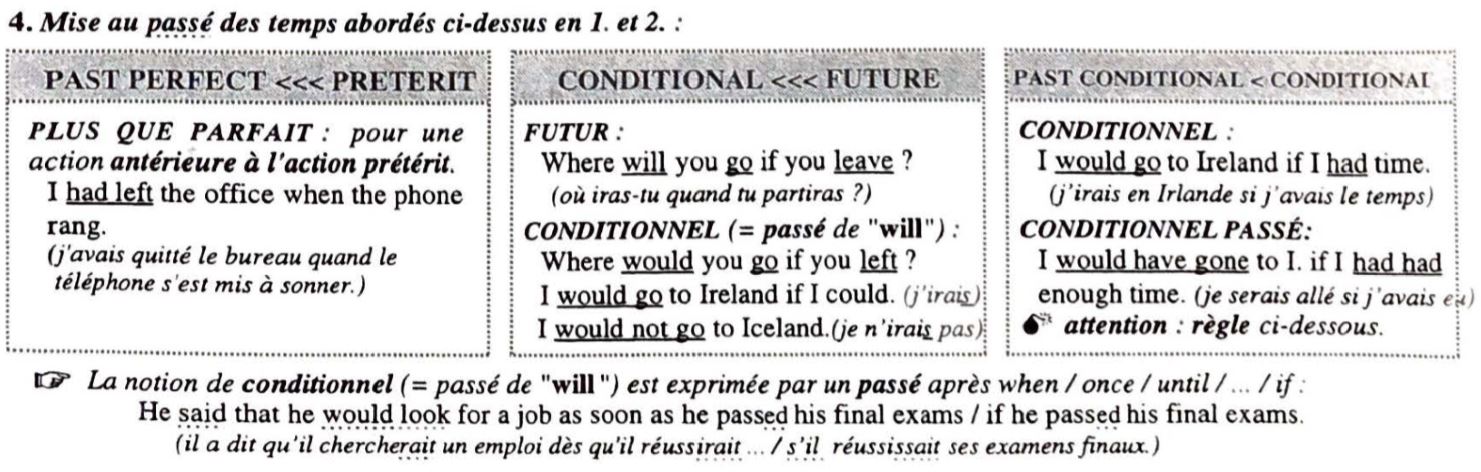 4. Mise au passé des temps abordés ci-dessus en 1. et 2. :
PAST PERFECT <<< PRETERIT
PLUS QUE PARFAIT : pour une
action antérieure à l'action prétérit.
I had left the office when the phone
rang.
(j'avais quitté le bureau quand le
téléphone s'est mis à sonner.)
CONDITIONAL <<< FUTURE
FUTUR :
Where will you go if you leave ?
(où iras-tu quand tu partiras ?)
CONDITIONNEL (= passé de "will") :
Where would you go if you left ?
I would go to Ireland if I could. (j'irais)
I would not go to Iceland.(je n'irais pas)
PAST CONDITIONAL < CONDITIONAL
CONDITIONNEL :
I would go to Ireland if I had time.
(j'irais en Irlande si j'avais le temps)
CONDITIONNEL PASSÉ:
I would have gone to I. if I had had
enough time. (je serais allé si j'avais eu)
attention : règle ci-dessous.
La notion de conditionnel (= passé de "will") est exprimée par un passé après when / once / until / ... / if :
He said that he would look for a job as soon as he passed his final exams / if he passed his final exams.
(il a dit qu'il chercherait un emploi dès qu'il réussirait ... / s'il réussissait ses examens finaux.)